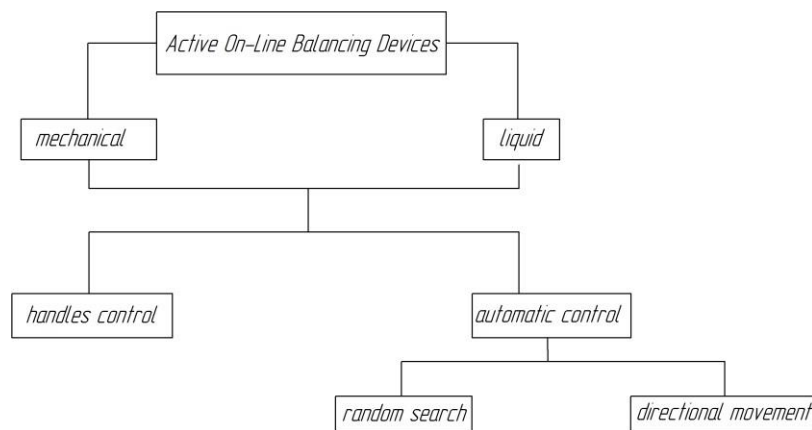 Active On-Line Balancing Devices
mechanical
liquid
handles control
automatic control
random search
directional movement